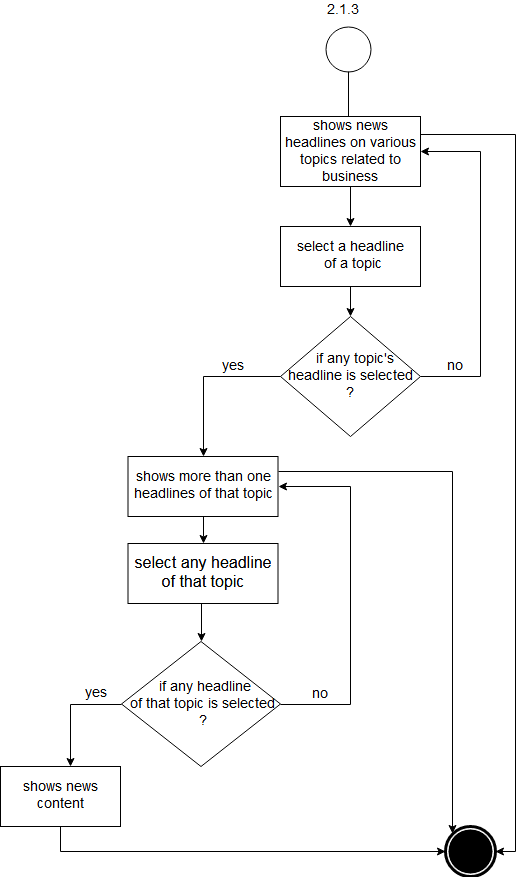 2.1.3
shows news
headlines on various
topics related to
business
select a headline
of a topic
if any topic's
headline is selected
?
yes
no
shows more than one
headlines of that topic
select any headline
of that topic
if any headline
of that topic is selected
?
yes
no
shows news
content